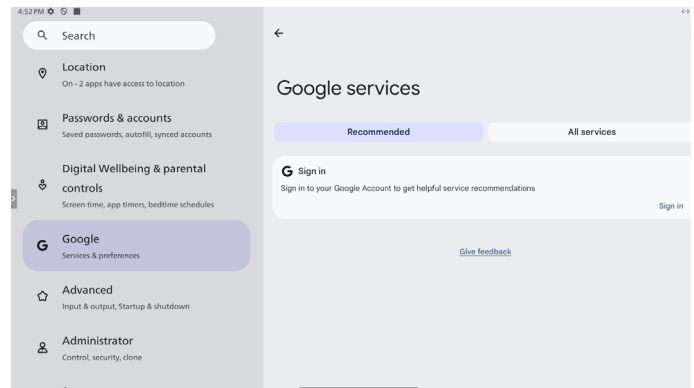 4:52 PM
Search
Location
On - 2 apps have access to location
Passwords & accounts
Saved passwords, autofill, synced accounts
Digital Wellbeing & parental
controls
Screen time, app timers, bedtime schedules
Google
Services & preferences
Advanced
Input & output, Startup & shutdown
Administrator
Control, security, clone
Google services
Recommended
All services
G Sign in
Sign in to your Google Account to get helpful service recommendations
Sign in
Give feedback